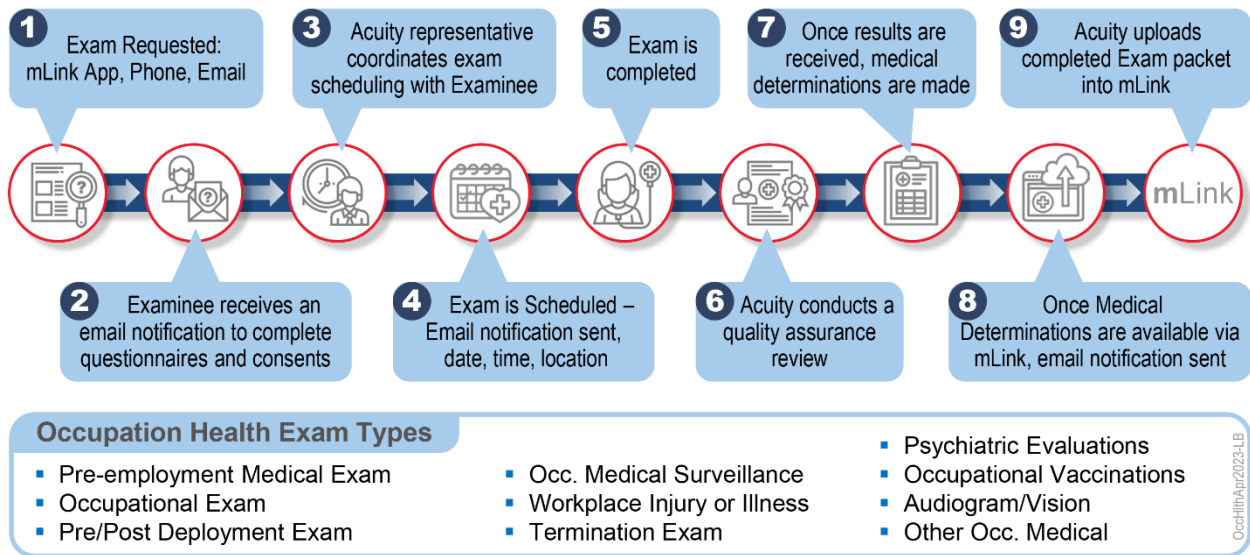 1
Exam Requested:
mLink App, Phone, Email
2
Examinee receives an
email notification to complete
questionnaires and consents
3
Acuity representative
coordinates exam
scheduling with Examinee
4
Exam is Scheduled –
Email notification sent,
date, time, location
5
Exam is
completed
6
Acuity conducts a
quality assurance
review
7
Once results are
received, medical
determinations are made
8
Once Medical
Determinations are available via
mLink, email notification sent
9
Acuity uploads
completed Exam packet
into mLink
?
?
mLink
Occupation Health Exam Types
▪ Pre-employment Medical Exam
▪ Occupational Exam
▪ Pre/Post Deployment Exam
▪ Occ. Medical Surveillance
▪ Workplace Injury or Illness
▪ Termination Exam
▪ Psychiatric Evaluations
▪ Occupational Vaccinations
▪ Audiogram/Vision
▪ Other Occ. Medical
OccHlthApr2023-LB